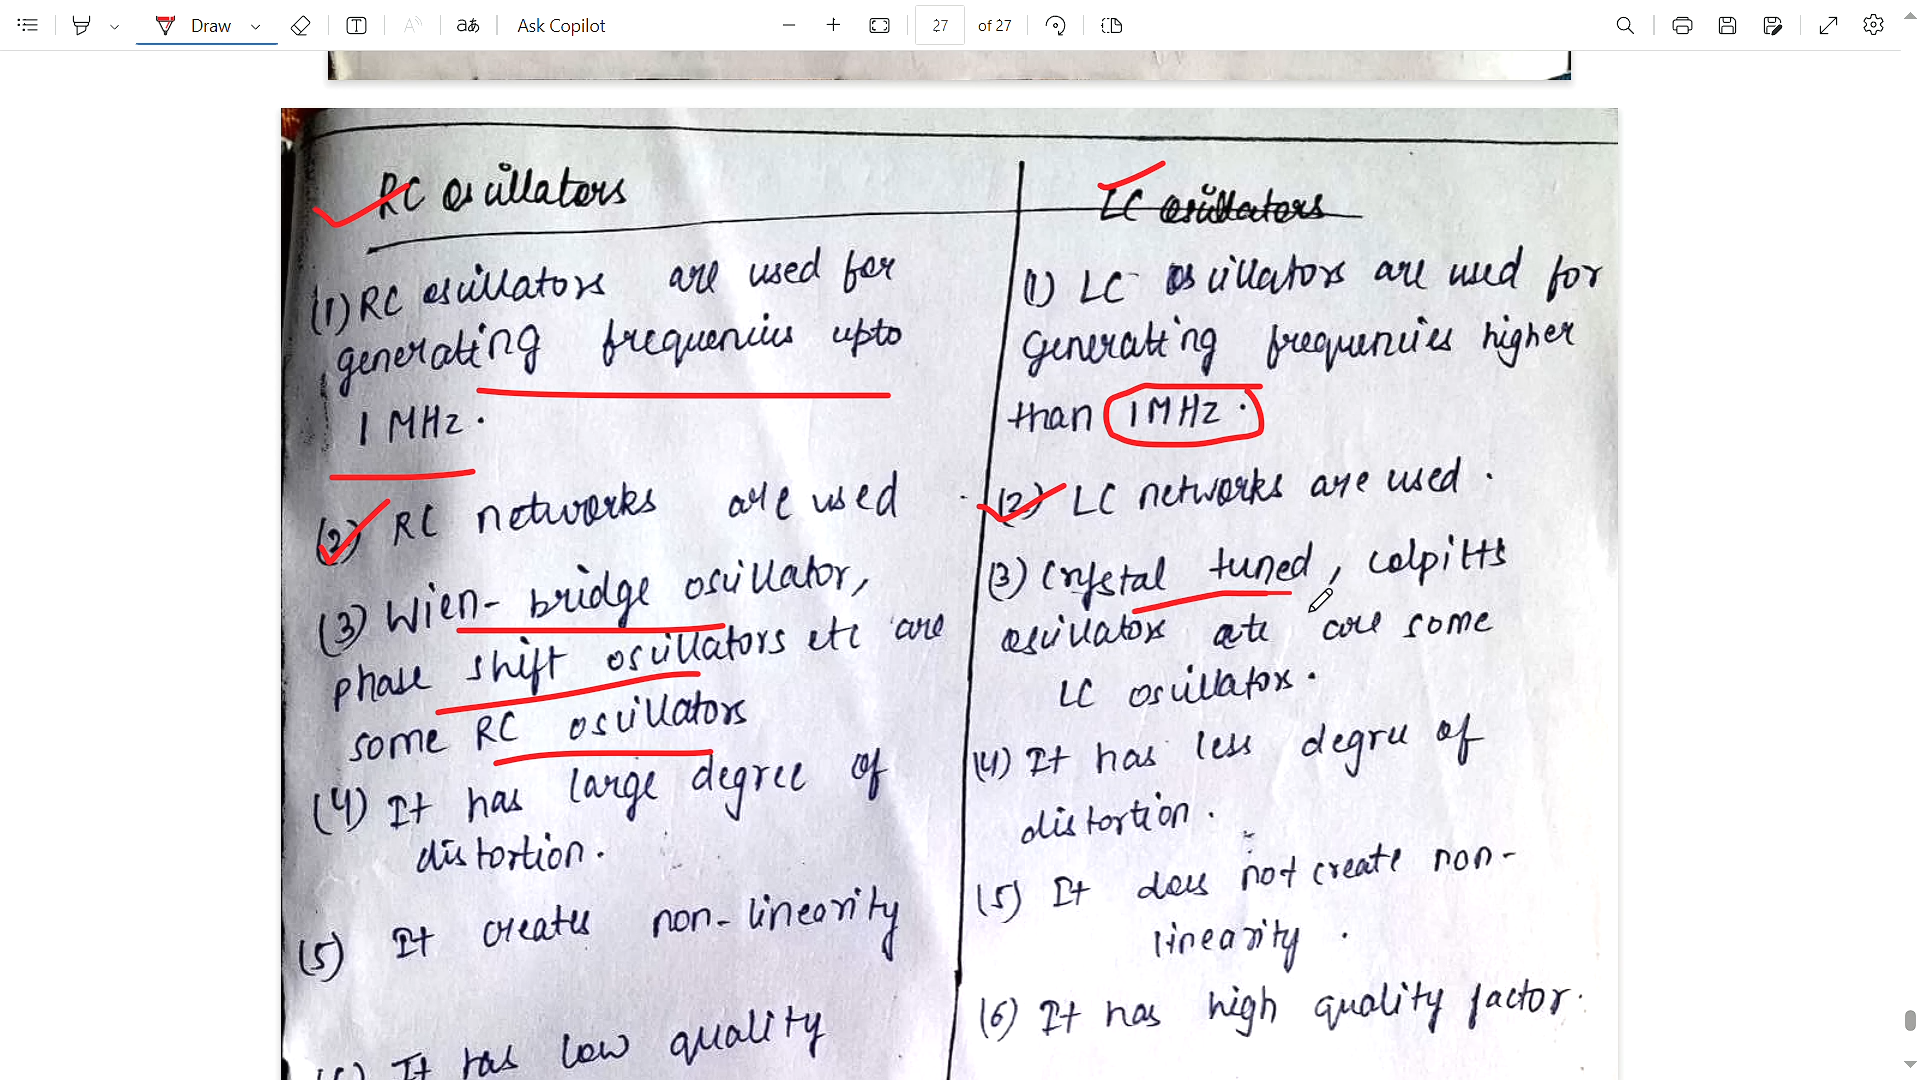 Draw
Ask Copilot
27 of 27
RC oscillators
(1) RC oscillators are used for
generating frequencies upto
1 MHz.
(2) RC networks are used
(3) Wien-bridge oscillator,
phase shift oscillators etc are
some RC oscillators
(4) It has large degree of
distortion.
(5) It creates non-linearity
It has low quality
LC oscillators
(1) LC oscillators are used for
generating frequencies higher
than 1MHz.
(2) LC networks are used.
(3) Crystal tuned, colpitts
oscillators etc are some
LC oscillators.
(4) It has less degree of
distortion.
(5) It does not create non-
linearity.
(6) It has high quality factor.